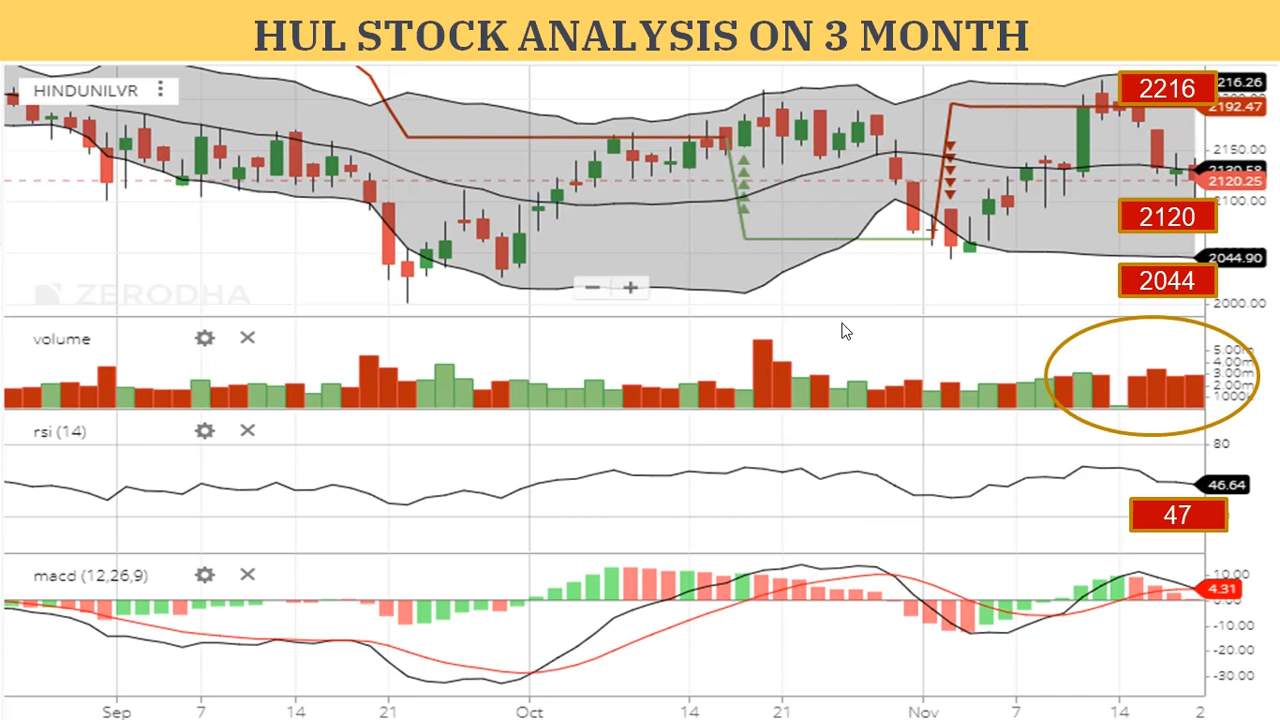 HUL STOCK ANALYSIS ON 3 MONTH
HINDUNILVR
2216
216.26
2192.47
2150.00
2120.25
2100.00
2120
2044.90
2044
2000.00
ZERODHA
volume
5.00m
4.00m
3.00m
2.00m
rsi (14)
80
46.64
47
macd (12,26,9)
10.00
4.31
0.00
-10.00
-20.00
-30.00
Sep 7 14 21 Oct 14 21 Nov 7 14 2